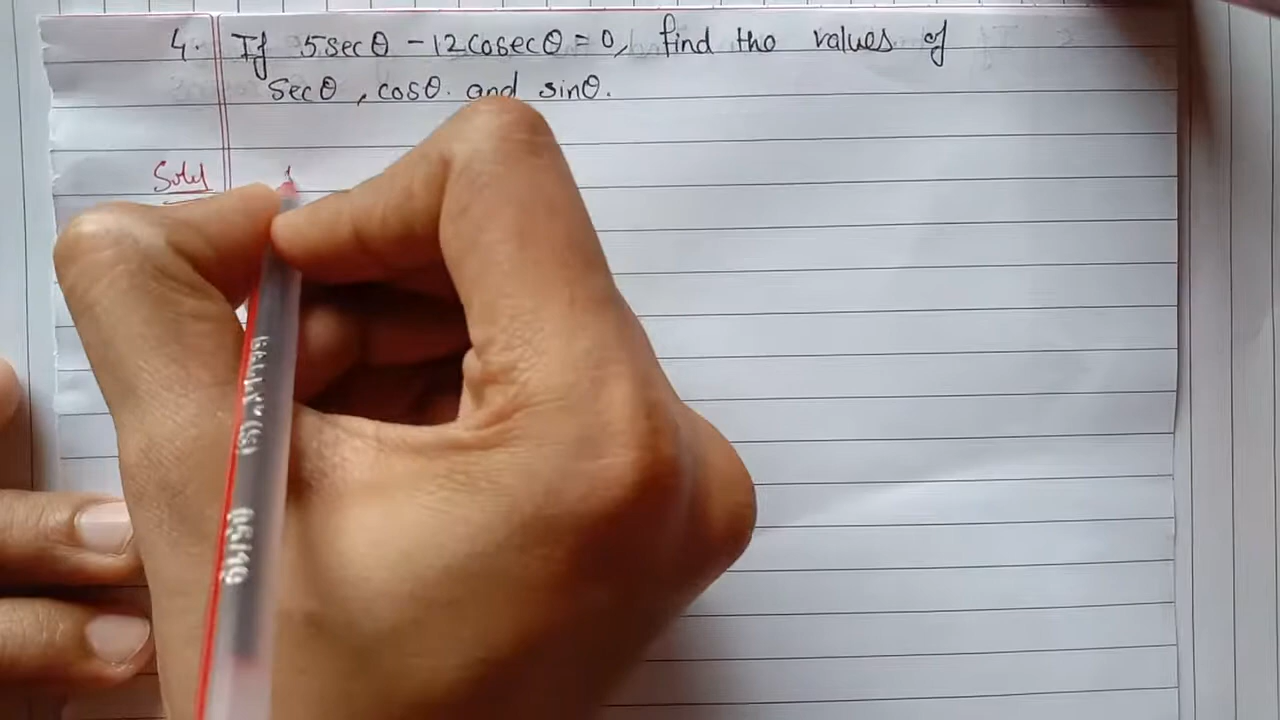 4. If 5secθ - 12cosecθ = 0, find the values of
secθ, cosθ. and sinθ.
Soln